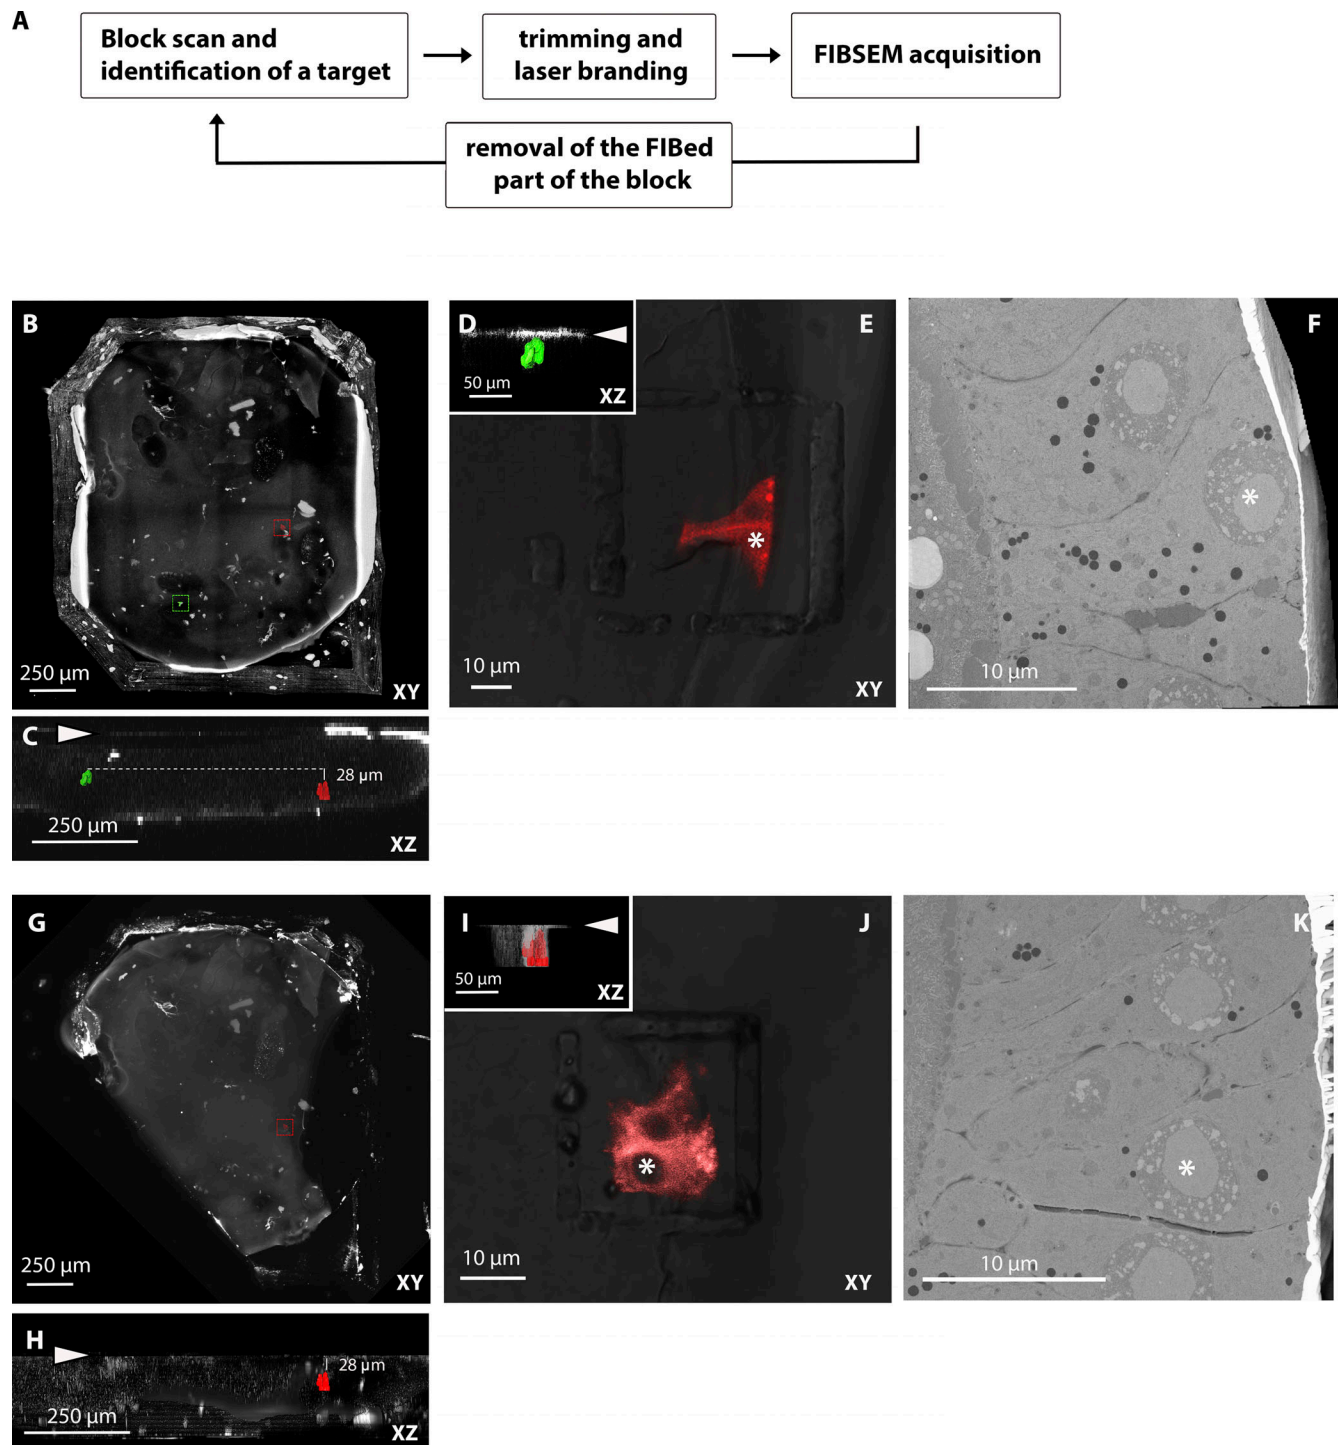 A
Block scan and
identification of a target
trimming and
laser branding
FIBSEM acquisition
removal of the FIBed
part of the block
B
250 µm
XY
C
28 µm
250 µm
XZ
D
50 µm
XZ
E
*
10 µm
XY
F
*
10 µm
G
250 µm
XY
H
28 µm
250 µm
XZ
I
50 µm
XZ
J
*
10 µm
XY
K
*
10 µm